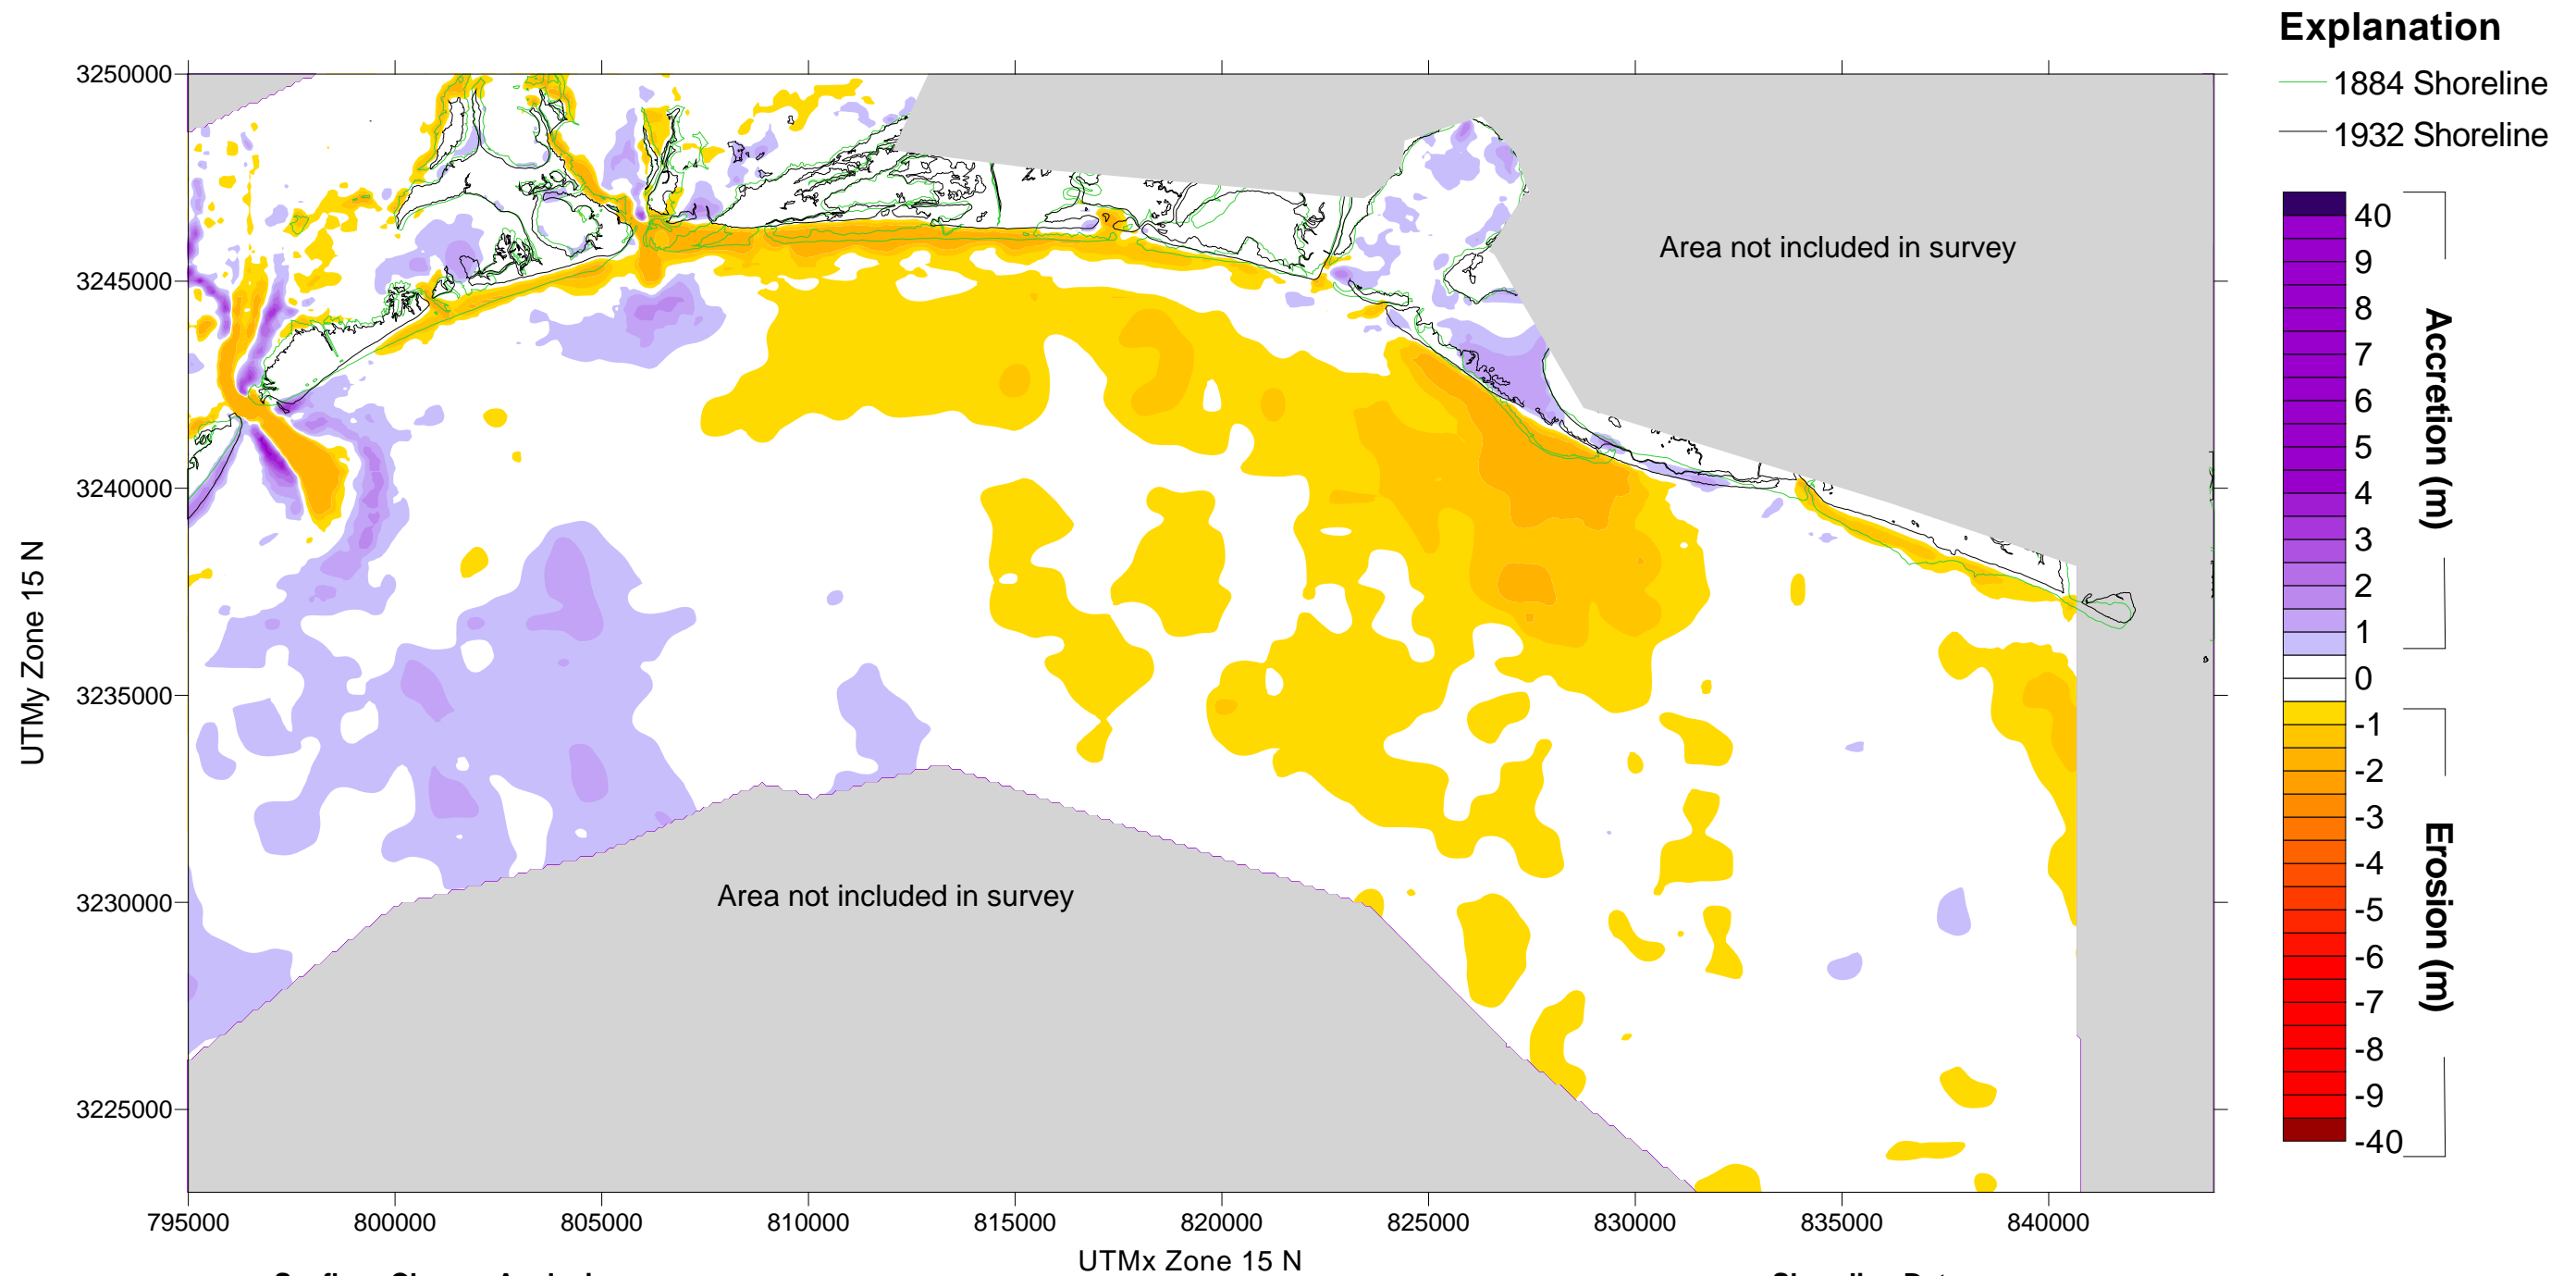 Explanation
1884 Shoreline
1932 Shoreline
3250000
3245000
3240000
3235000
3230000
3225000
UTMy Zone 15 N
Area not included in survey
Area not included in survey
40
9
8
7
6
5
4
3
2
1
0
-1
-2
-3
-4
-5
-6
-7
-8
-9
-40
Accretion (m)
Erosion (m)
795000 800000 805000 810000 815000 820000 825000 830000 835000 840000
UTMx Zone 15 N